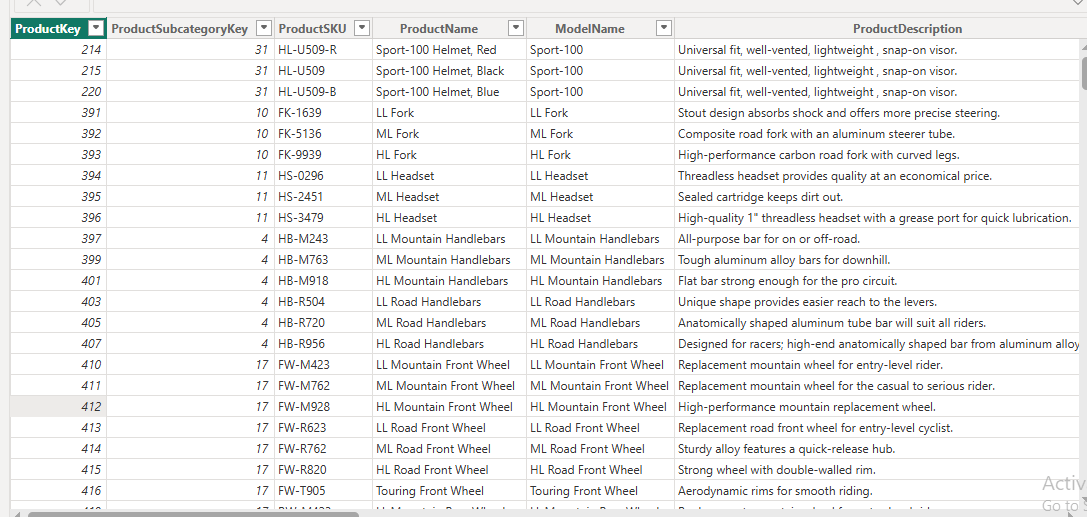 ProductKey ProductSubcategoryKey ProductSKU ProductName ModelName ProductDescription
214 31 HL-U509-R Sport-100 Helmet, Red Sport-100 Universal fit, well-vented, lightweight , snap-on visor.
215 31 HL-U509 Sport-100 Helmet, Black Sport-100 Universal fit, well-vented, lightweight , snap-on visor.
220 31 HL-U509-B Sport-100 Helmet, Blue Sport-100 Universal fit, well-vented, lightweight , snap-on visor.
391 10 FK-1639 LL Fork LL Fork Stout design absorbs shock and offers more precise steering.
392 10 FK-5136 ML Fork ML Fork Composite road fork with an aluminum steerer tube.
393 10 FK-9939 HL Fork HL Fork High-performance carbon road fork with curved legs.
394 11 HS-0296 LL Headset LL Headset Threadless headset provides quality at an economical price.
395 11 HS-2451 ML Headset ML Headset Sealed cartridge keeps dirt out.
396 11 HS-3479 HL Headset HL Headset High-quality 1" threadless headset with a grease port for quick lubrication.
397 4 HB-M243 LL Mountain Handlebars LL Mountain Handlebars All-purpose bar for on or off-road.
399 4 HB-M763 ML Mountain Handlebars ML Mountain Handlebars Tough aluminum alloy bars for downhill.
401 4 HB-M918 HL Mountain Handlebars HL Mountain Handlebars Flat bar strong enough for the pro circuit.
403 4 HB-R504 LL Road Handlebars LL Road Handlebars Unique shape provides easier reach to the levers.
405 4 HB-R720 ML Road Handlebars ML Road Handlebars Anatomically shaped aluminum tube bar will suit all riders.
407 4 HB-R956 HL Road Handlebars HL Road Handlebars Designed for racers; high-end anatomically shaped bar from aluminum alloy
410 17 FW-M423 LL Mountain Front Wheel LL Mountain Front Wheel Replacement mountain wheel for entry-level rider.
411 17 FW-M762 ML Mountain Front Wheel ML Mountain Front Wheel Replacement mountain wheel for the casual to serious rider.
412 17 FW-M928 HL Mountain Front Wheel HL Mountain Front Wheel High-performance mountain replacement wheel.
413 17 FW-R623 LL Road Front Wheel LL Road Front Wheel Replacement road front wheel for entry-level cyclist.
414 17 FW-R762 ML Road Front Wheel ML Road Front Wheel Sturdy alloy features a quick-release hub.
415 17 FW-R820 HL Road Front Wheel HL Road Front Wheel Strong wheel with double-walled rim.
416 17 FW-T905 Touring Front Wheel Touring Front Wheel Aerodynamic rims for smooth riding.
Activ
Go to